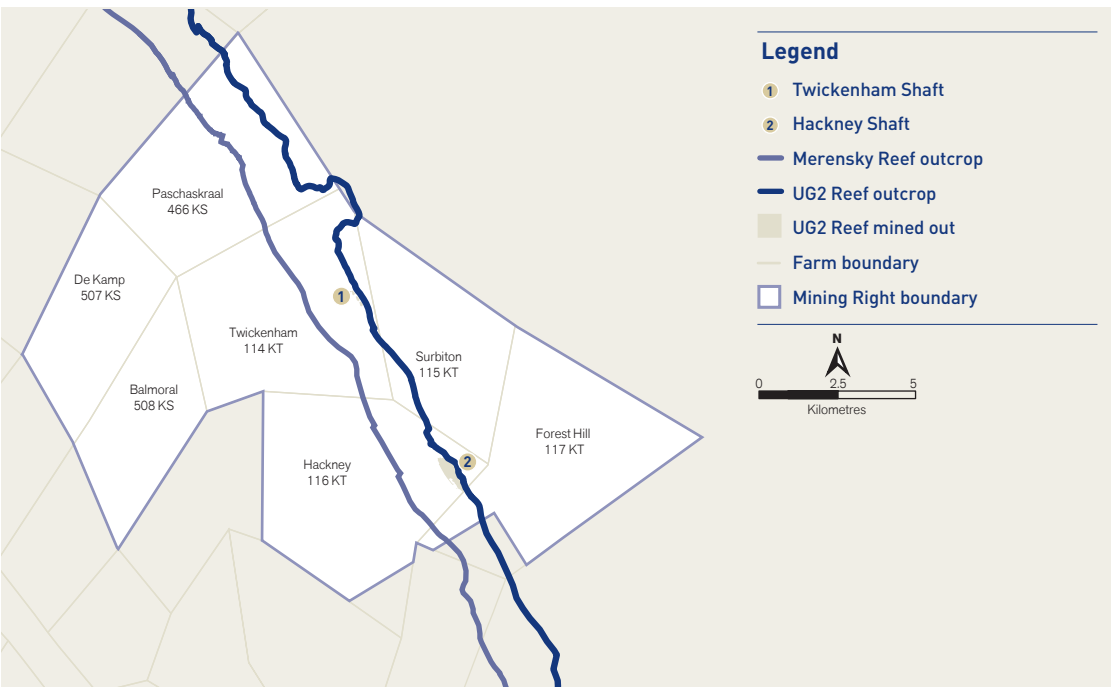 Paschaskraal
466 KS
De Kamp
507 KS
1
Twickenham
114 KT
Surbiton
115 KT
Balmoral
508 KS
Forest Hill
117 KT
2
Hackney
116 KT
Legend
1 Twickenham Shaft
2 Hackney Shaft
Merensky Reef outcrop
UG2 Reef outcrop
UG2 Reef mined out
Farm boundary
Mining Right boundary
N
0 2.5 5
Kilometres